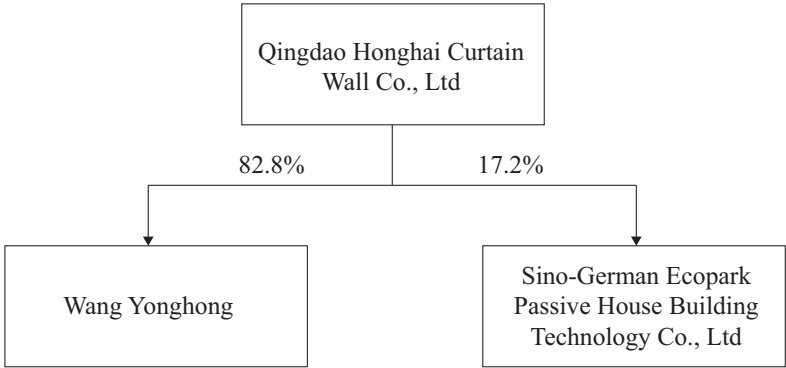 Qingdao Honghai Curtain
Wall Co., Ltd
82.8%
17.2%
Wang Yonghong
Sino-German Ecopark
Passive House Building
Technology Co., Ltd